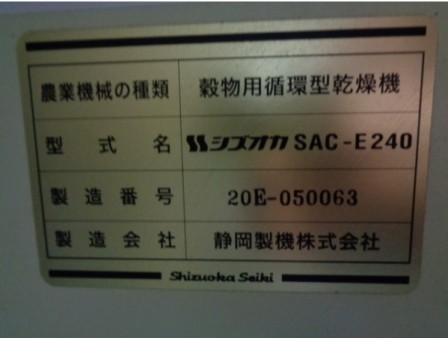 農業機械の種類 穀物用循環型乾燥機
型式名 シズオカ SAC-E240
製造番号 20E-050063
製造会社 静岡製機株式会社
Shizuoka Seiki